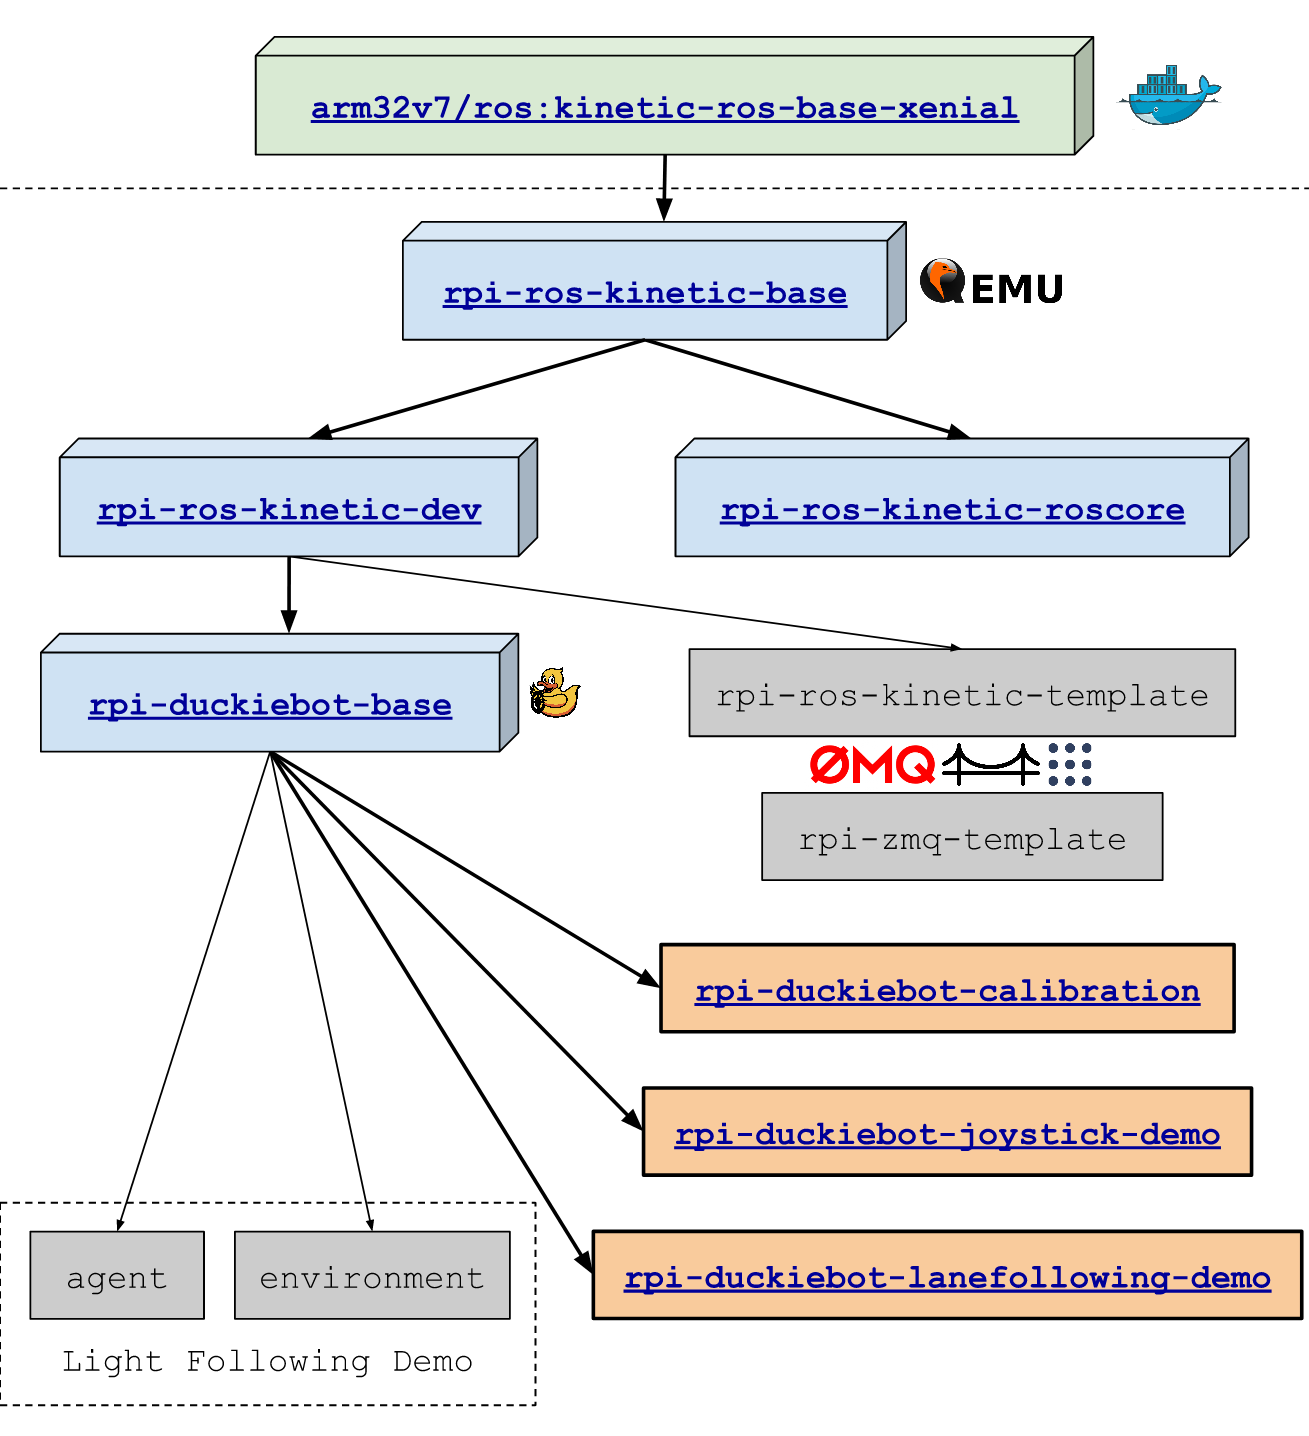 arm32v7/ros:kinetic-ros-base-xenial
rpi-ros-kinetic-base
QEMU
rpi-ros-kinetic-dev
rpi-ros-kinetic-roscore
rpi-duckiebot-base
rpi-ros-kinetic-template
ØMQ
rpi-zmq-template
rpi-duckiebot-calibration
rpi-duckiebot-joystick-demo
rpi-duckiebot-lanefollowing-demo
agent
environment
Light Following Demo